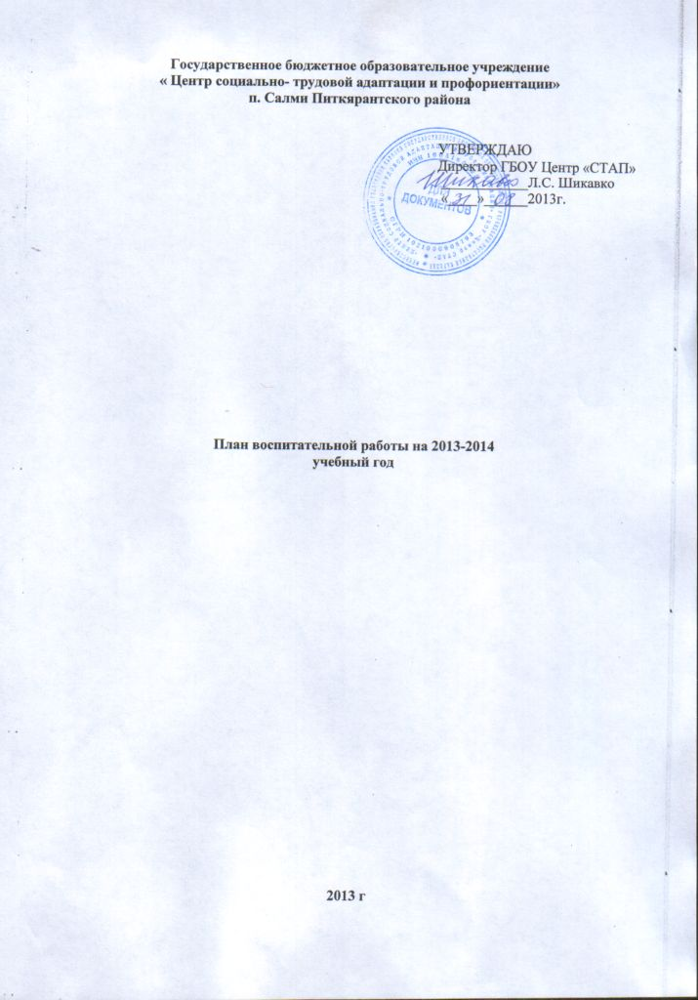 Государственное бюджетное образовательное учреждение
« Центр социально- трудовой адаптации и профориентации»
п. Салми Питкярантского района
УТВЕРЖДАЮ
Директор ГБОУ Центр «СТАП»
Шикавко Л.С. Шикавко
« 31 » 08 2013г.
ДЛЯ
ДОКУМЕНТОВ
План воспитательной работы на 2013-2014
учебный год
2013 г